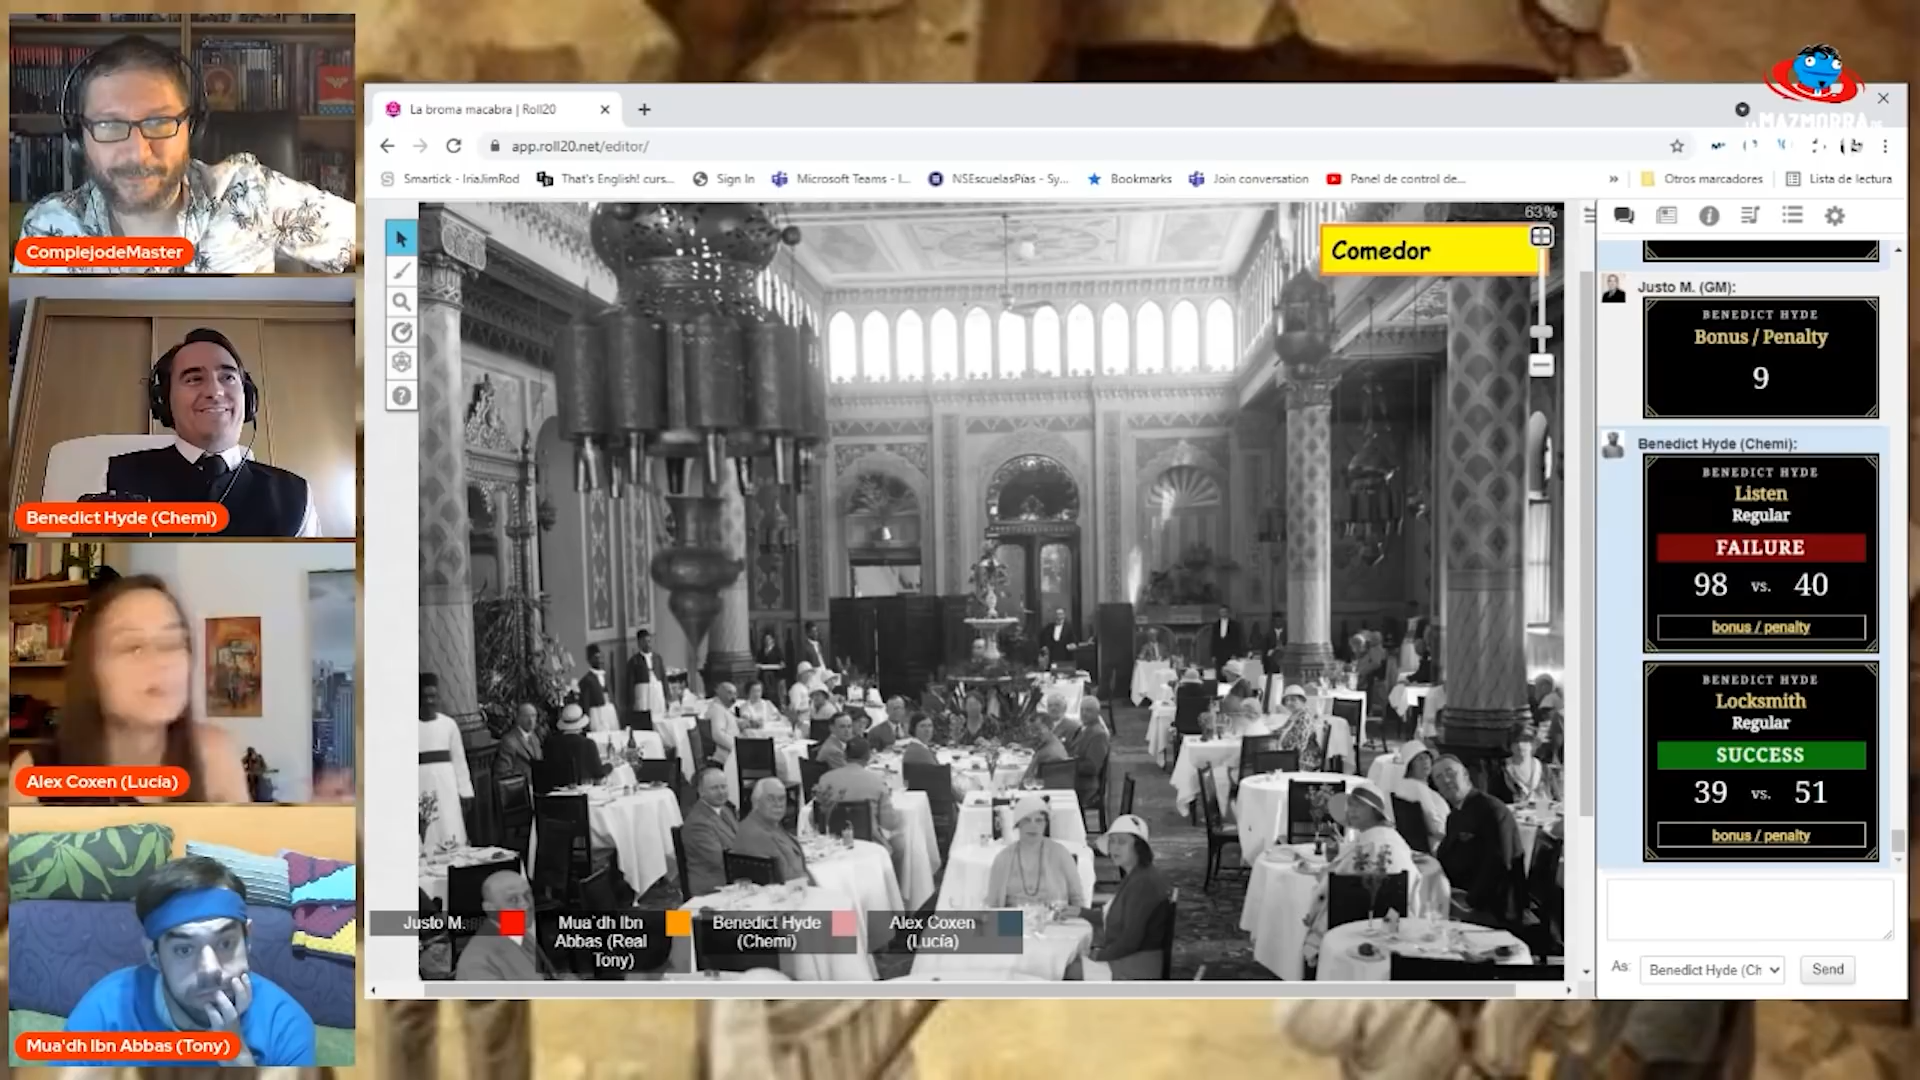 ComplejodeMaster
Benedict Hyde (Chemi)
Alex Coxen (Lucía)
Mua'dh Ibn Abbas (Tony)
La broma macabra | Roll20
app.roll20.net/editor/
Smartick - IriaJimRod
That's English! curs...
Sign In
Microsoft Teams - I...
NSEscuelasPías - Sy...
Bookmarks
Join conversation
Panel de control de...
»
Otros marcadores
Lista de lectura
63%
Comedor
Justo M.
Mua`dh Ibn
Abbas (Real
Tony)
Benedict Hyde
(Chemi)
Alex Coxen
(Lucía)
Justo M. (GM):
BENEDICT HYDE
Bonus / Penalty
9
Benedict Hyde (Chemi):
BENEDICT HYDE
Listen
Regular
FAILURE
98 vs. 40
bonus / penalty
BENEDICT HYDE
Locksmith
Regular
SUCCESS
39 vs. 51
bonus / penalty
As:
Benedict Hyde (Ch
Send
MAZMORRA